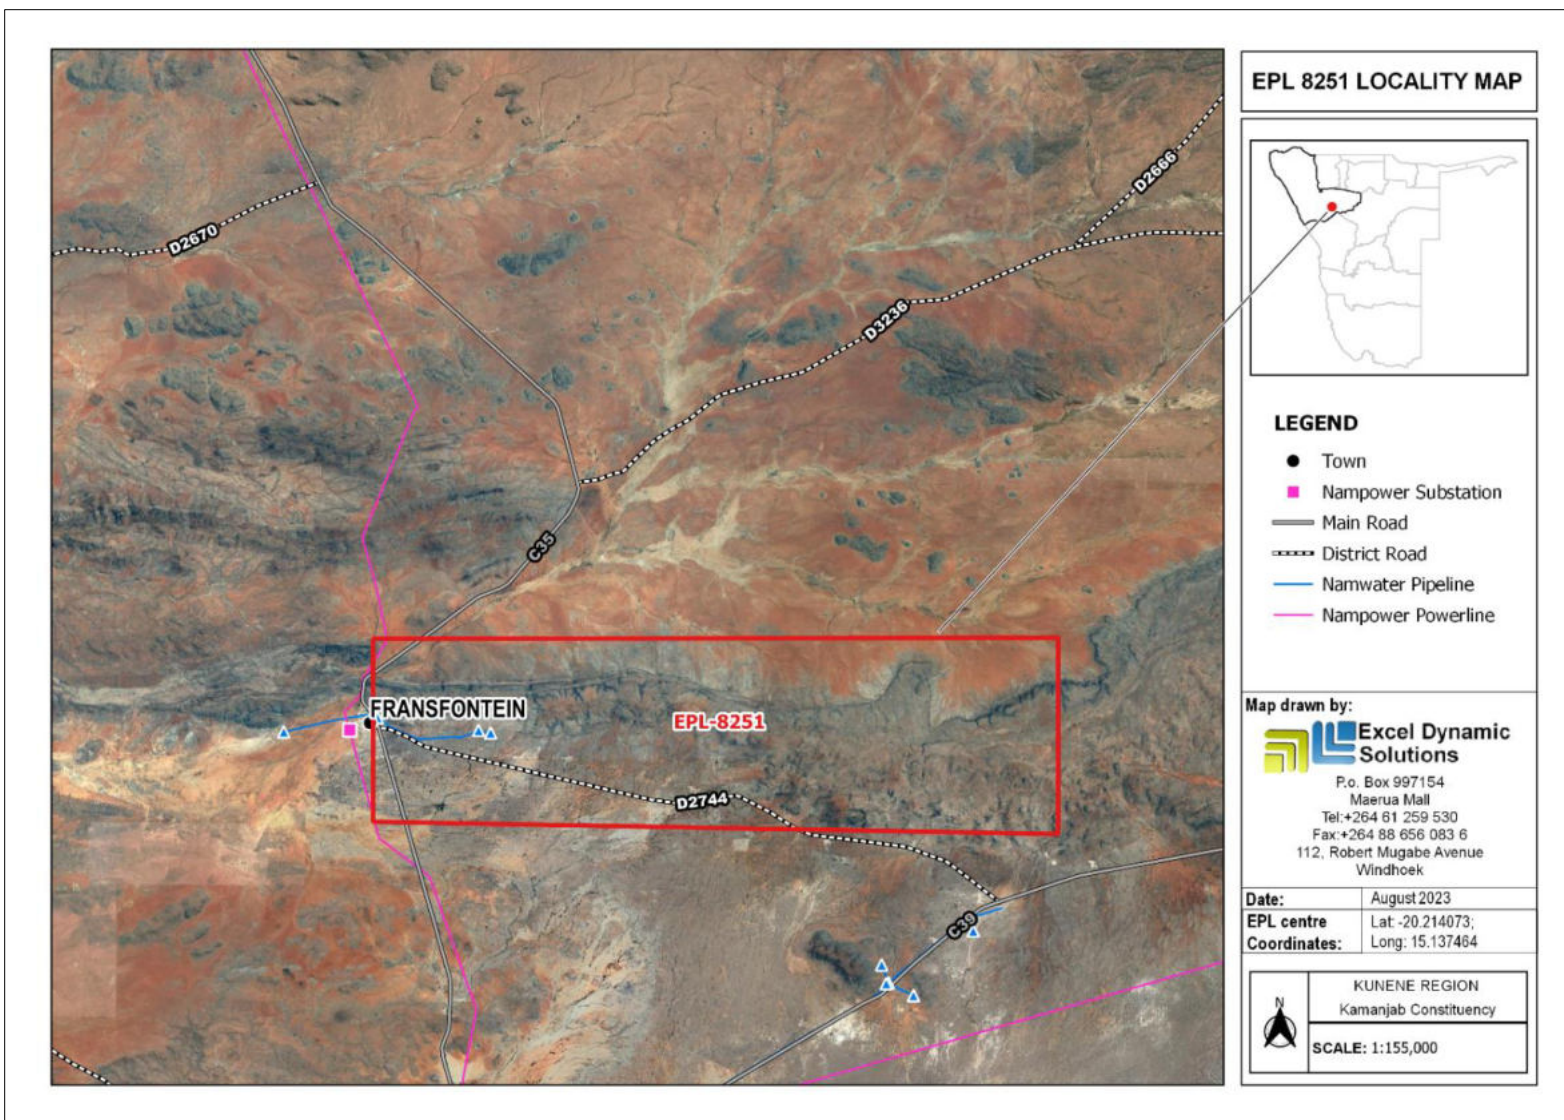 EPL 8251 LOCALITY MAP
D2666
D2670
D3236
C35
FRANSFONTEIN
EPL-8251
D2744
C39
LEGEND
Town
Nampower Substation
Main Road
District Road
Namwater Pipeline
Nampower Powerline
Map drawn by:
Excel Dynamic
Solutions
P.o. Box 997154
Maerua Mall
Tel:+264 61 259 530
Fax:+264 88 656 083 6
112, Robert Mugabe Avenue
Windhoek
Date: August 2023
EPL centre Lat: -20.214073;
Coordinates: Long: 15.137464
N
KUNENE REGION
Kamanjab Constituency
SCALE: 1:155,000